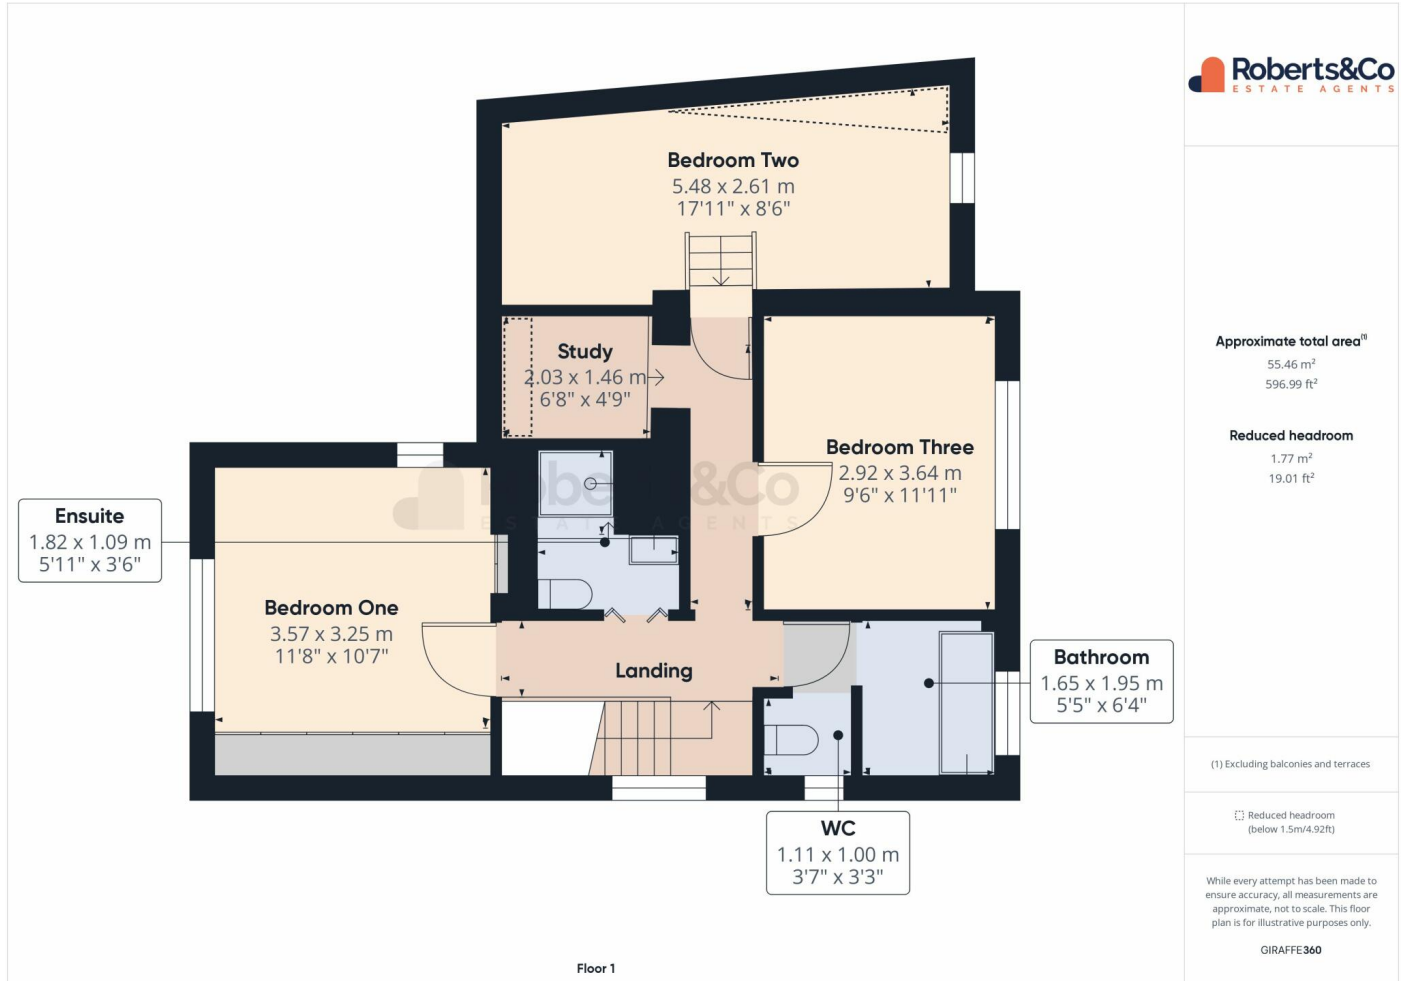 Bedroom Two
5.48 x 2.61 m
17'11" x 8'6"
Study
2.03 x 1.46 m
6'8" x 4'9"
Bedroom Three
2.92 x 3.64 m
9'6" x 11'11"
Roberts&Co
ESTATE AGENTS
Ensuite
1.82 x 1.09 m
5'11" x 3'6"
Bedroom One
3.57 x 3.25 m
11'8" x 10'7"
Landing
Bathroom
1.65 x 1.95 m
5'5" x 6'4"
WC
1.11 x 1.00 m
3'7" x 3'3"
Floor 1
Roberts&Co
ESTATE AGENTS
Approximate total area(1)
55.46 m²
596.99 ft²
Reduced headroom
1.77 m²
19.01 ft²
(1) Excluding balconies and terraces
Reduced headroom
(below 1.5m/4.92ft)
While every attempt has been made to
ensure accuracy, all measurements are
approximate, not to scale. This floor
plan is for illustrative purposes only.
GIRAFFE360